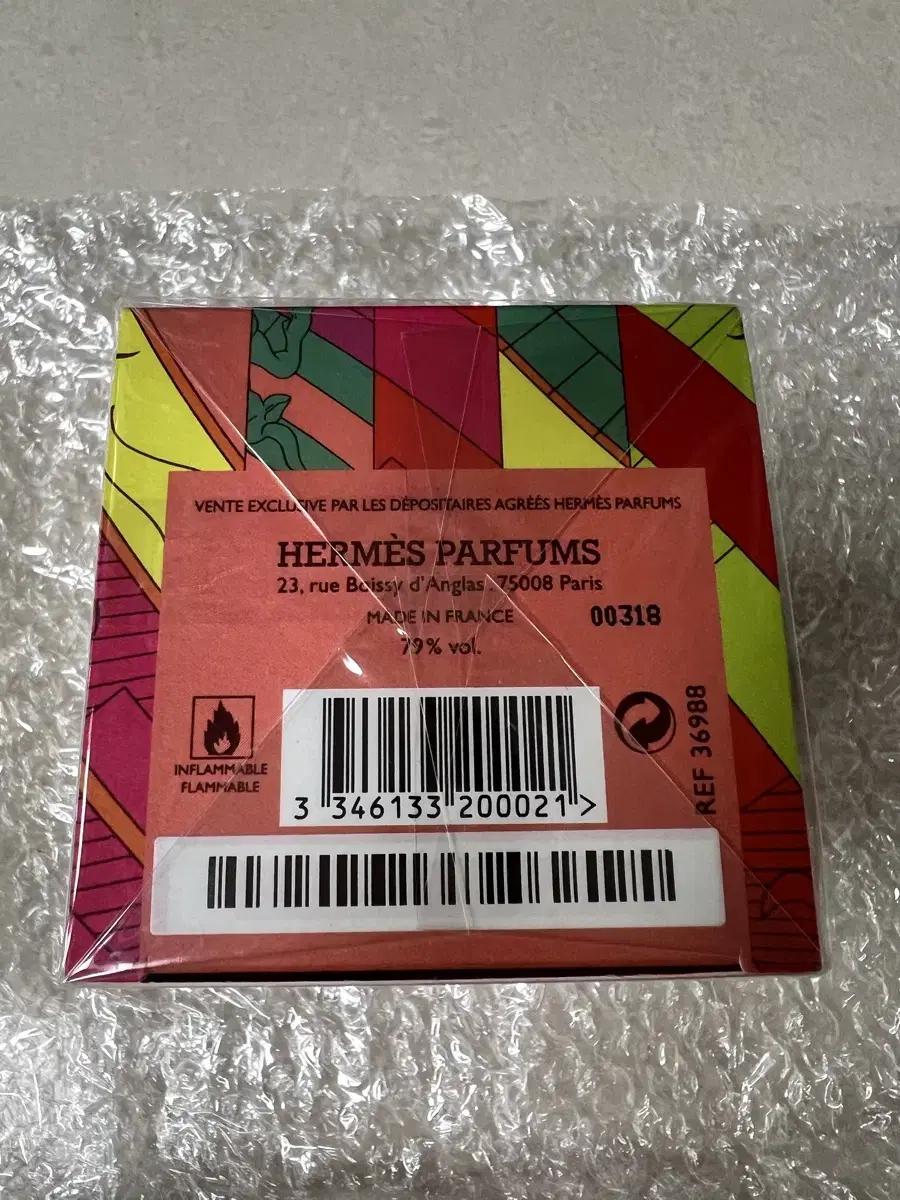 VENTE EXCLUSIVE PAR LES DÉPOSITAIRES AGRÉÉS HERMÈS PARFUMS
HERMÈS PARFUMS
23, rue Boissy d'Anglas . 75008 Paris
MADE IN FRANCE
00318
79% vol.
INFLAMMABLE
FLAMMABLE
3 346133 200021 >
REF 36988